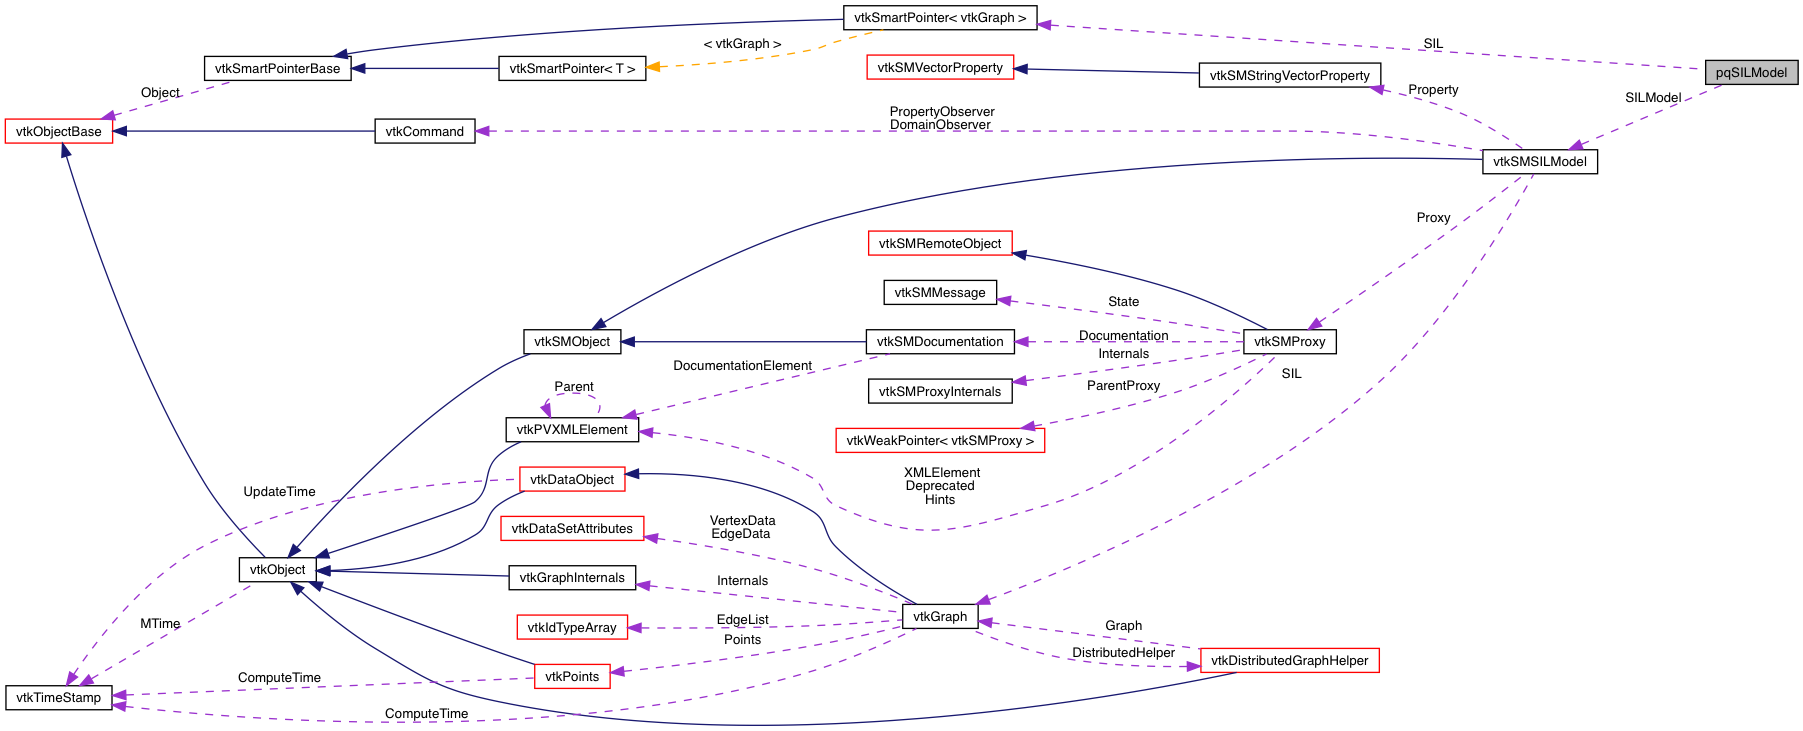 vtkSmartPointer< vtkGraph >
< vtkGraph >
SIL
vtkSmartPointerBase
vtkSmartPointer< T >
vtkSMVectorProperty
vtkSMStringVectorProperty
pqSILModel
Object
Property
SILModel
PropertyObserver
DomainObserver
vtkObjectBase
vtkCommand
vtkSMSILModel
Proxy
vtkSMRemoteObject
vtkSMMessage
State
vtkSMObject
vtkSMDocumentation
Documentation
vtkSMProxy
Internals
DocumentationElement
SIL
Parent
vtkSMProxyInternals
ParentProxy
vtkPVXMLElement
vtkWeakPointer< vtkSMProxy >
XMLElement
Deprecated
Hints
vtkDataObject
UpdateTime
vtkDataSetAttributes
VertexData
EdgeData
vtkObject
vtkGraphInternals
Internals
vtkGraph
MTime
vtkIdTypeArray
EdgeList
Graph
Points
DistributedHelper
vtkDistributedGraphHelper
ComputeTime
vtkPoints
vtkTimeStamp
ComputeTime